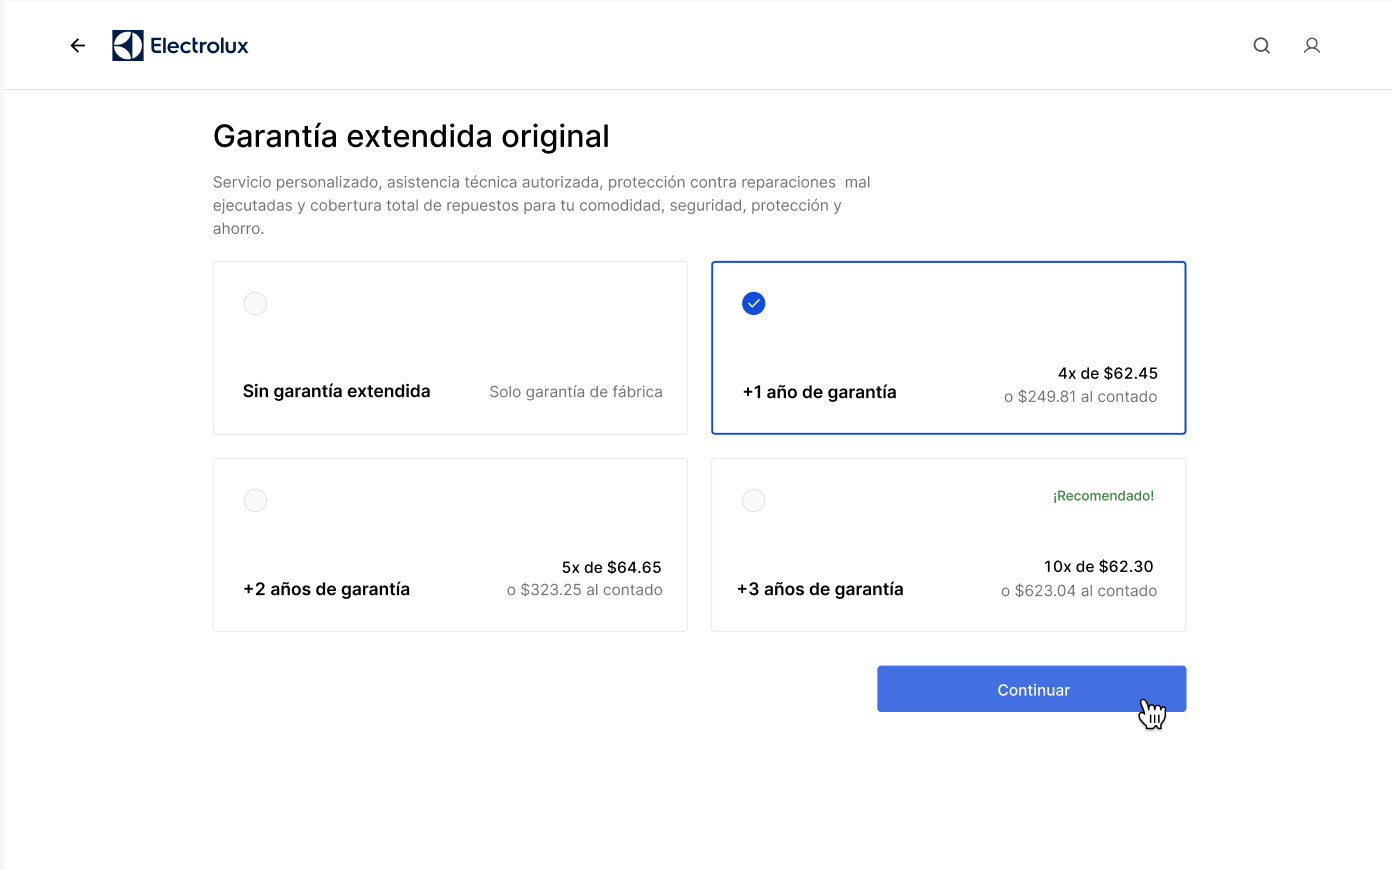 Electrolux
Garantía extendida original
Servicio personalizado, asistencia técnica autorizada, protección contra reparaciones  mal
ejecutadas y cobertura total de repuestos para tu comodidad, seguridad, protección y
ahorro.
Sin garantía extendida
Solo garantía de fábrica
+1 año de garantía
4x de $62.45
o $249.81 al contado
+2 años de garantía
5x de $64.65
o $323.25 al contado
¡Recomendado!
+3 años de garantía
10x de $62.30
o $623.04 al contado
Continuar